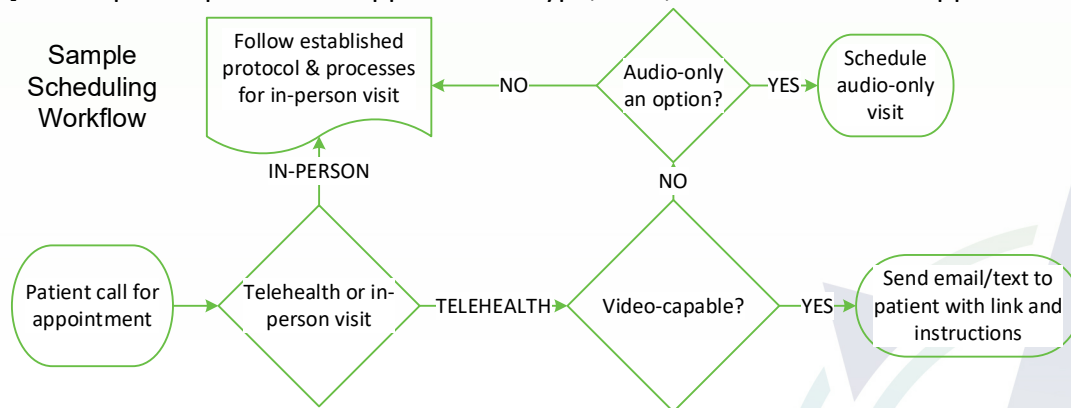 Sample
Scheduling
Workflow
Follow established
protocol & processes
for in-person visit
NO
Audio-only
an option?
YES
Schedule
audio-only
visit
IN-PERSON
NO
Patient call for
appointment
Telehealth or in-
person visit
TELEHEALTH
Video-capable?
YES
Send email/text to
patient with link and
instructions